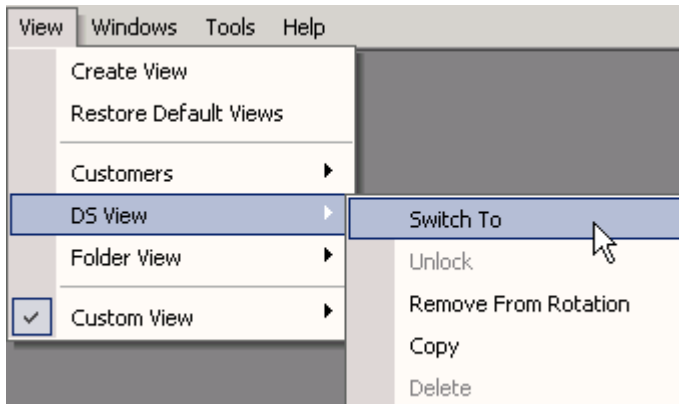 View Windows Tools Help
Create View
Restore Default Views
Customers
DS View
Folder View
Custom View
Switch To
Unlock
Remove From Rotation
Copy
Delete